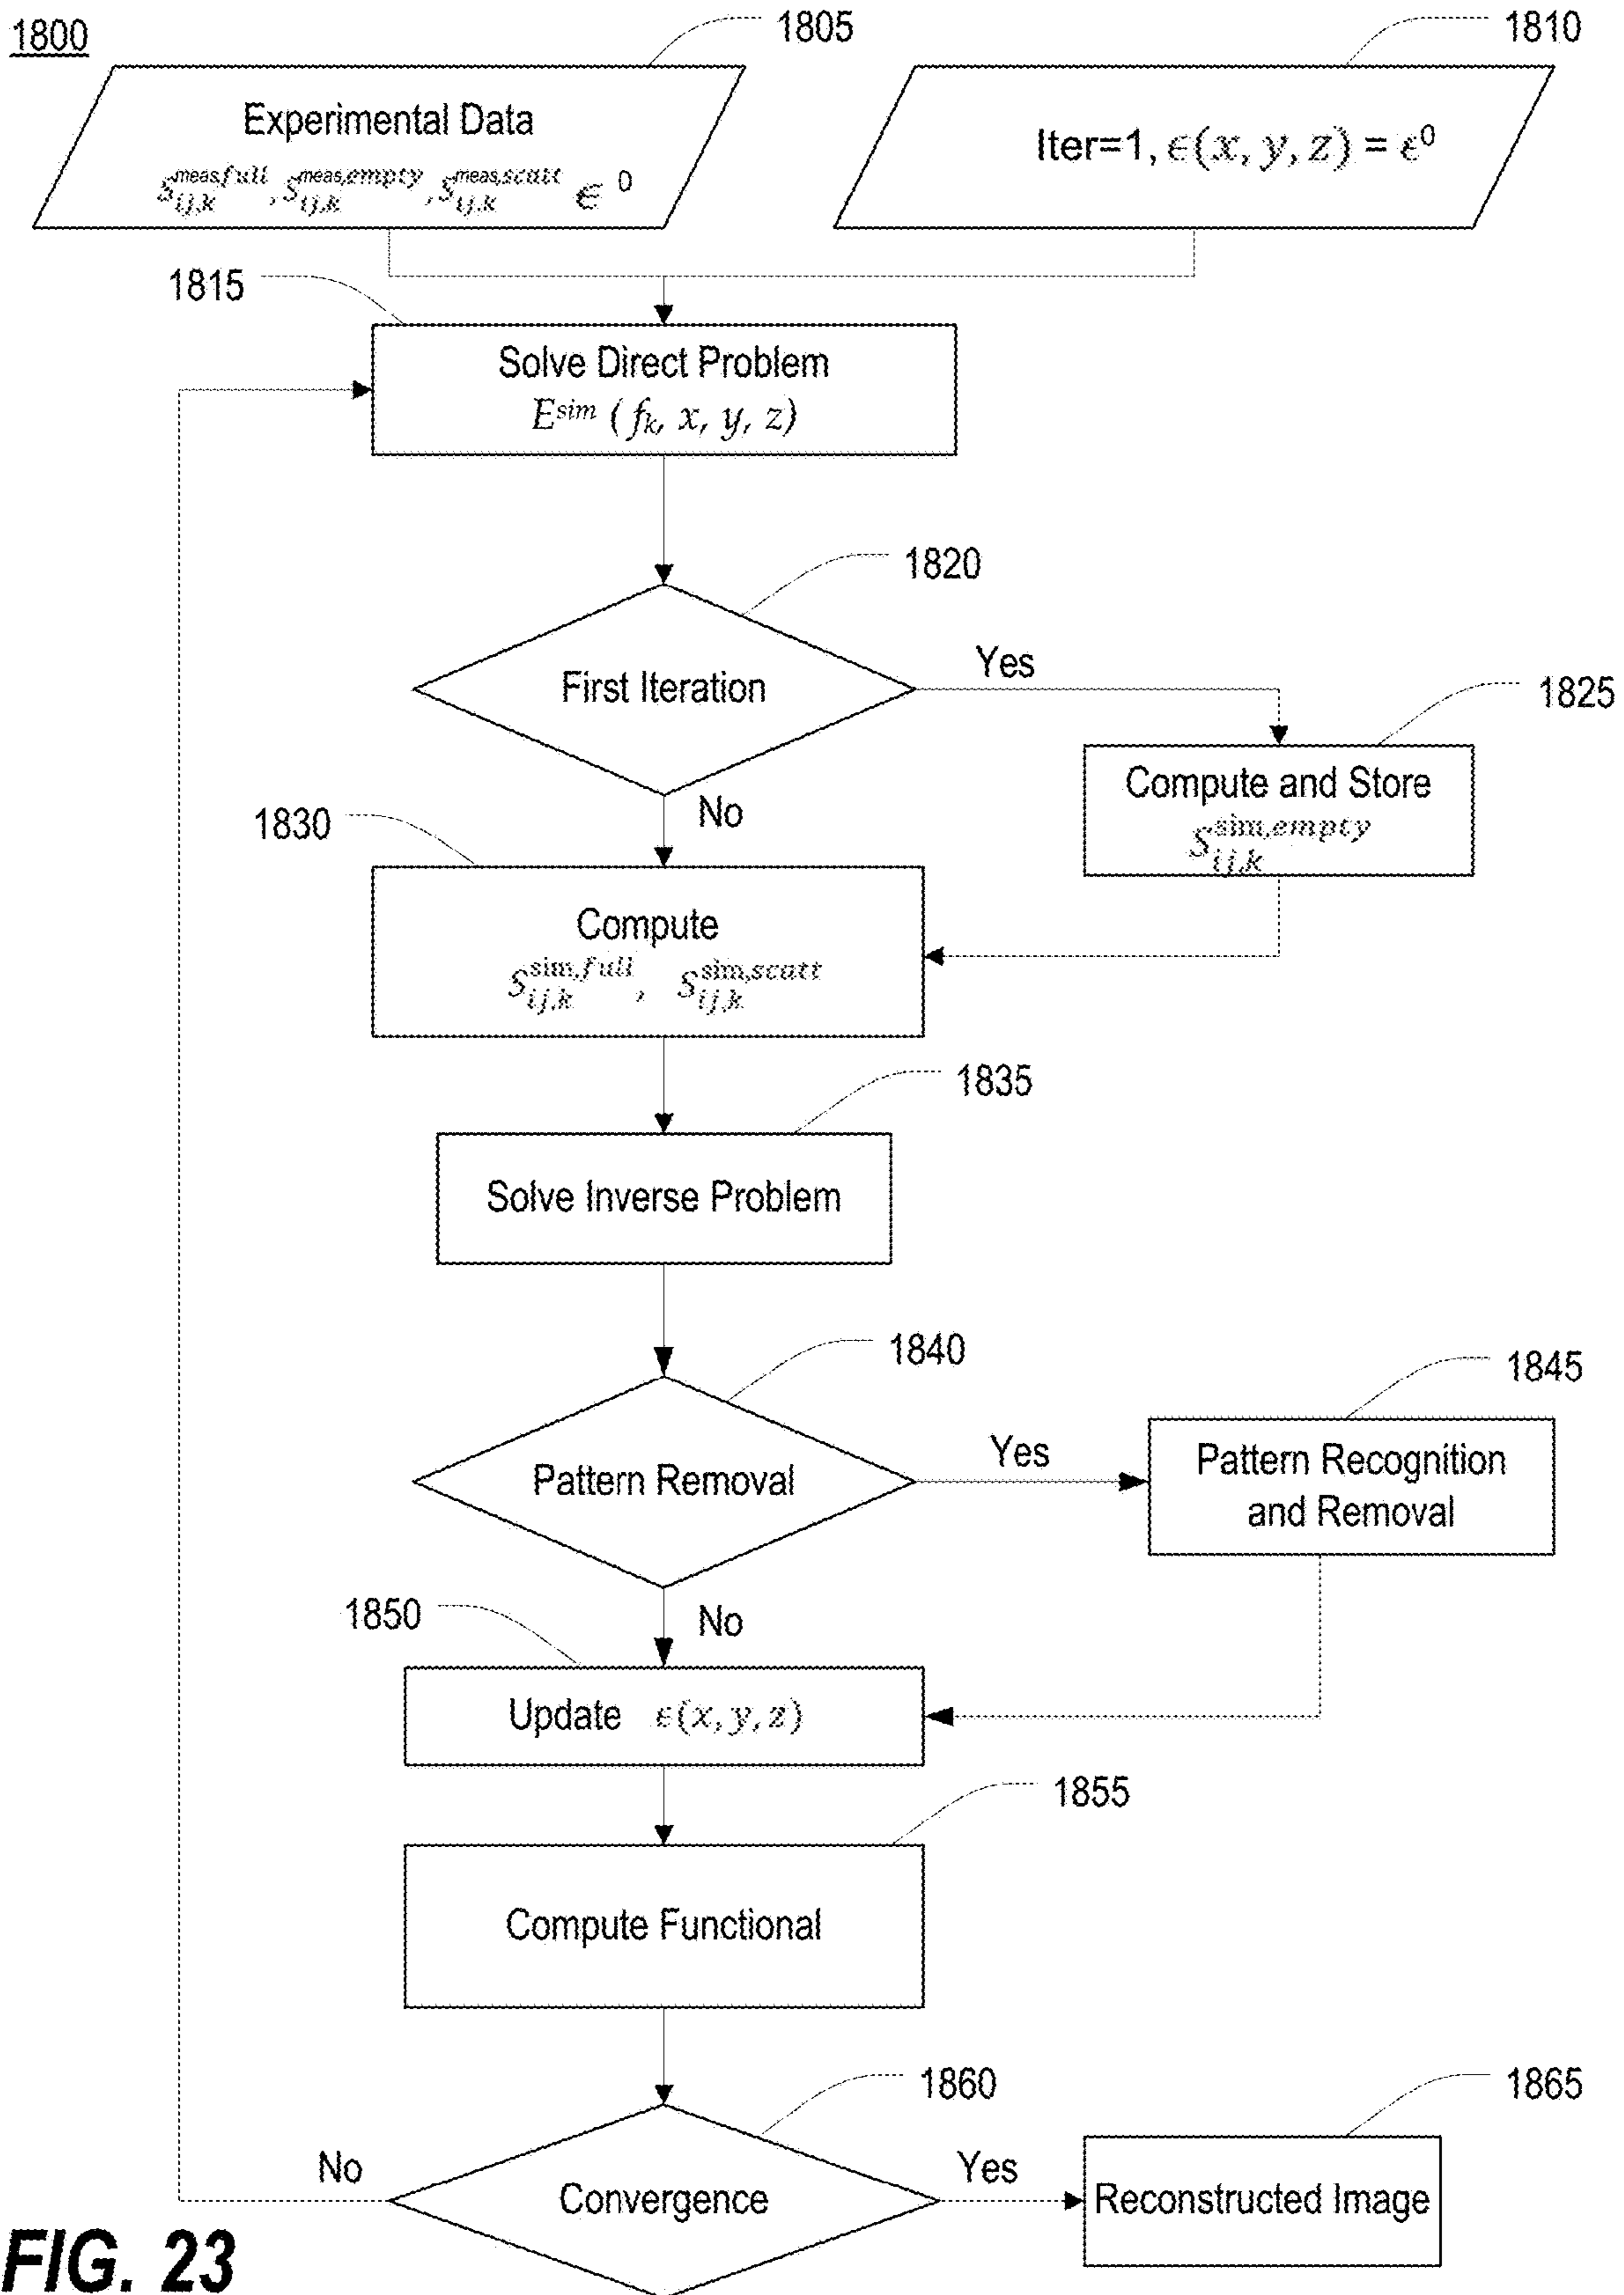 1800
1805
1810
Experimental Data
S_{ij,k}^{meas,full}, S_{ij,k}^{meas,empty}, S_{ij,k}^{meas,scatt} ϵ^0
Iter=1, ϵ(x, y, z) = ϵ^0
1815
Solve Direct Problem
E^{sim} (f_k, x, y, z)
1820
First Iteration
Yes
1825
Compute and Store
S_{ij,k}^{sim,empty}
No
1830
Compute
S_{ij,k}^{sim,full}, S_{ij,k}^{sim,scatt}
1835
Solve Inverse Problem
1840
Pattern Removal
Yes
1845
Pattern Recognition
and Removal
No
1850
Update ε(x, y, z)
1855
Compute Functional
1860
1865
No
Convergence
Yes
Reconstructed Image
FIG. 23